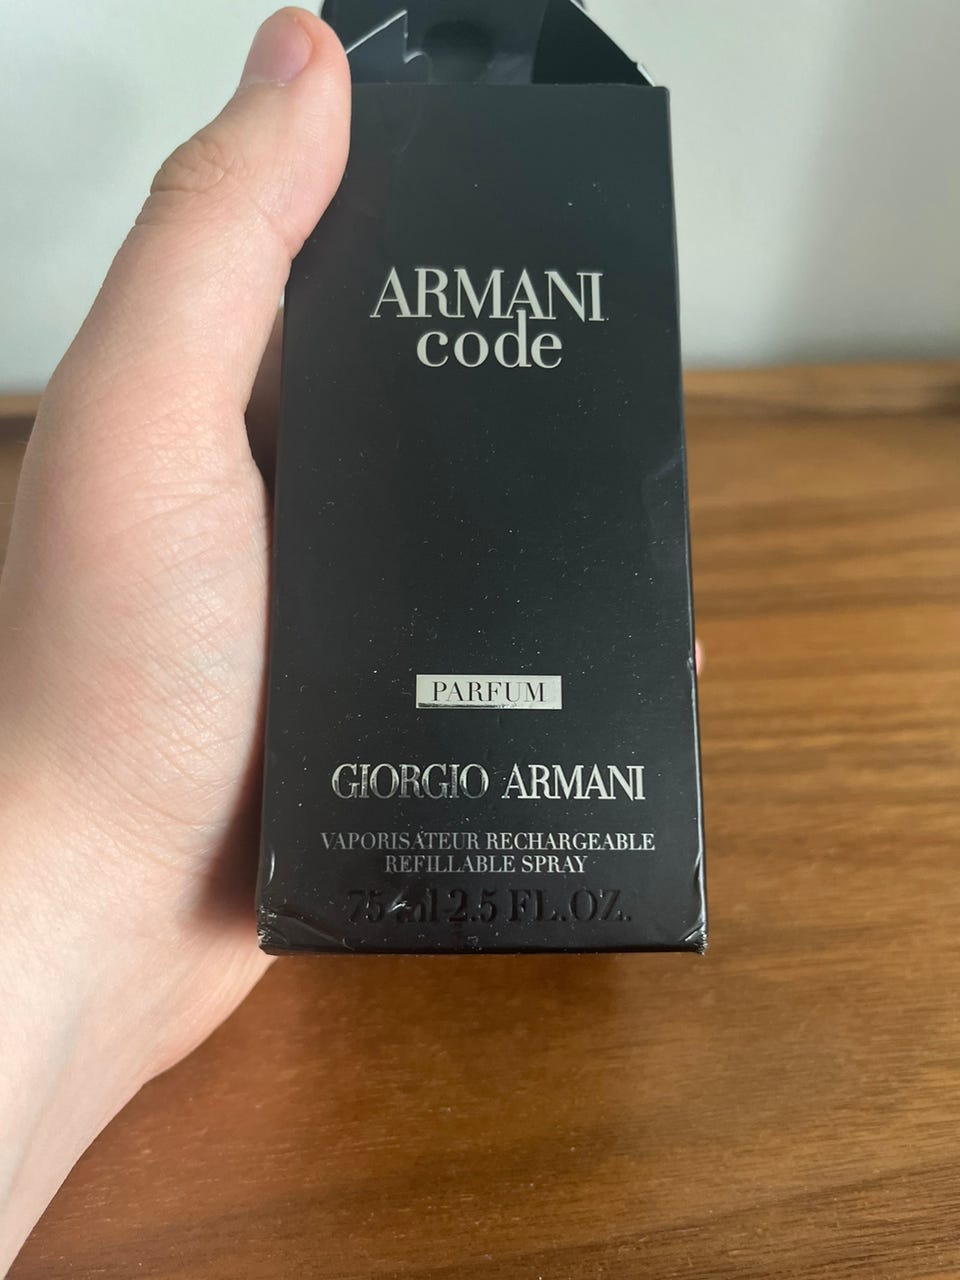 ARMANI
code
PARFUM
GIORGIO ARMANI
VAPORISATEUR RECHARGEABLE
REFILLABLE SPRAY
75 ml 2.5 FL.OZ.